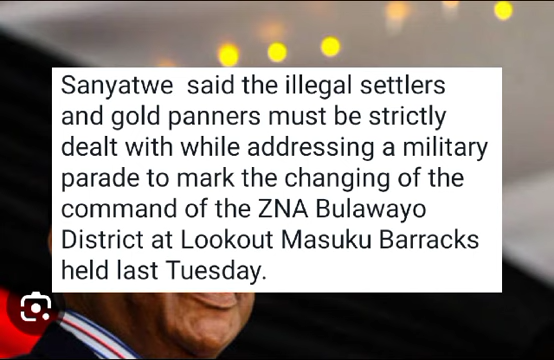 Sanyatwe said the illegal settlers
and gold panners must be strictly
dealt with while addressing a military
parade to mark the changing of the
command of the ZNA Bulawayo
District at Lookout Masuku Barracks
held last Tuesday.